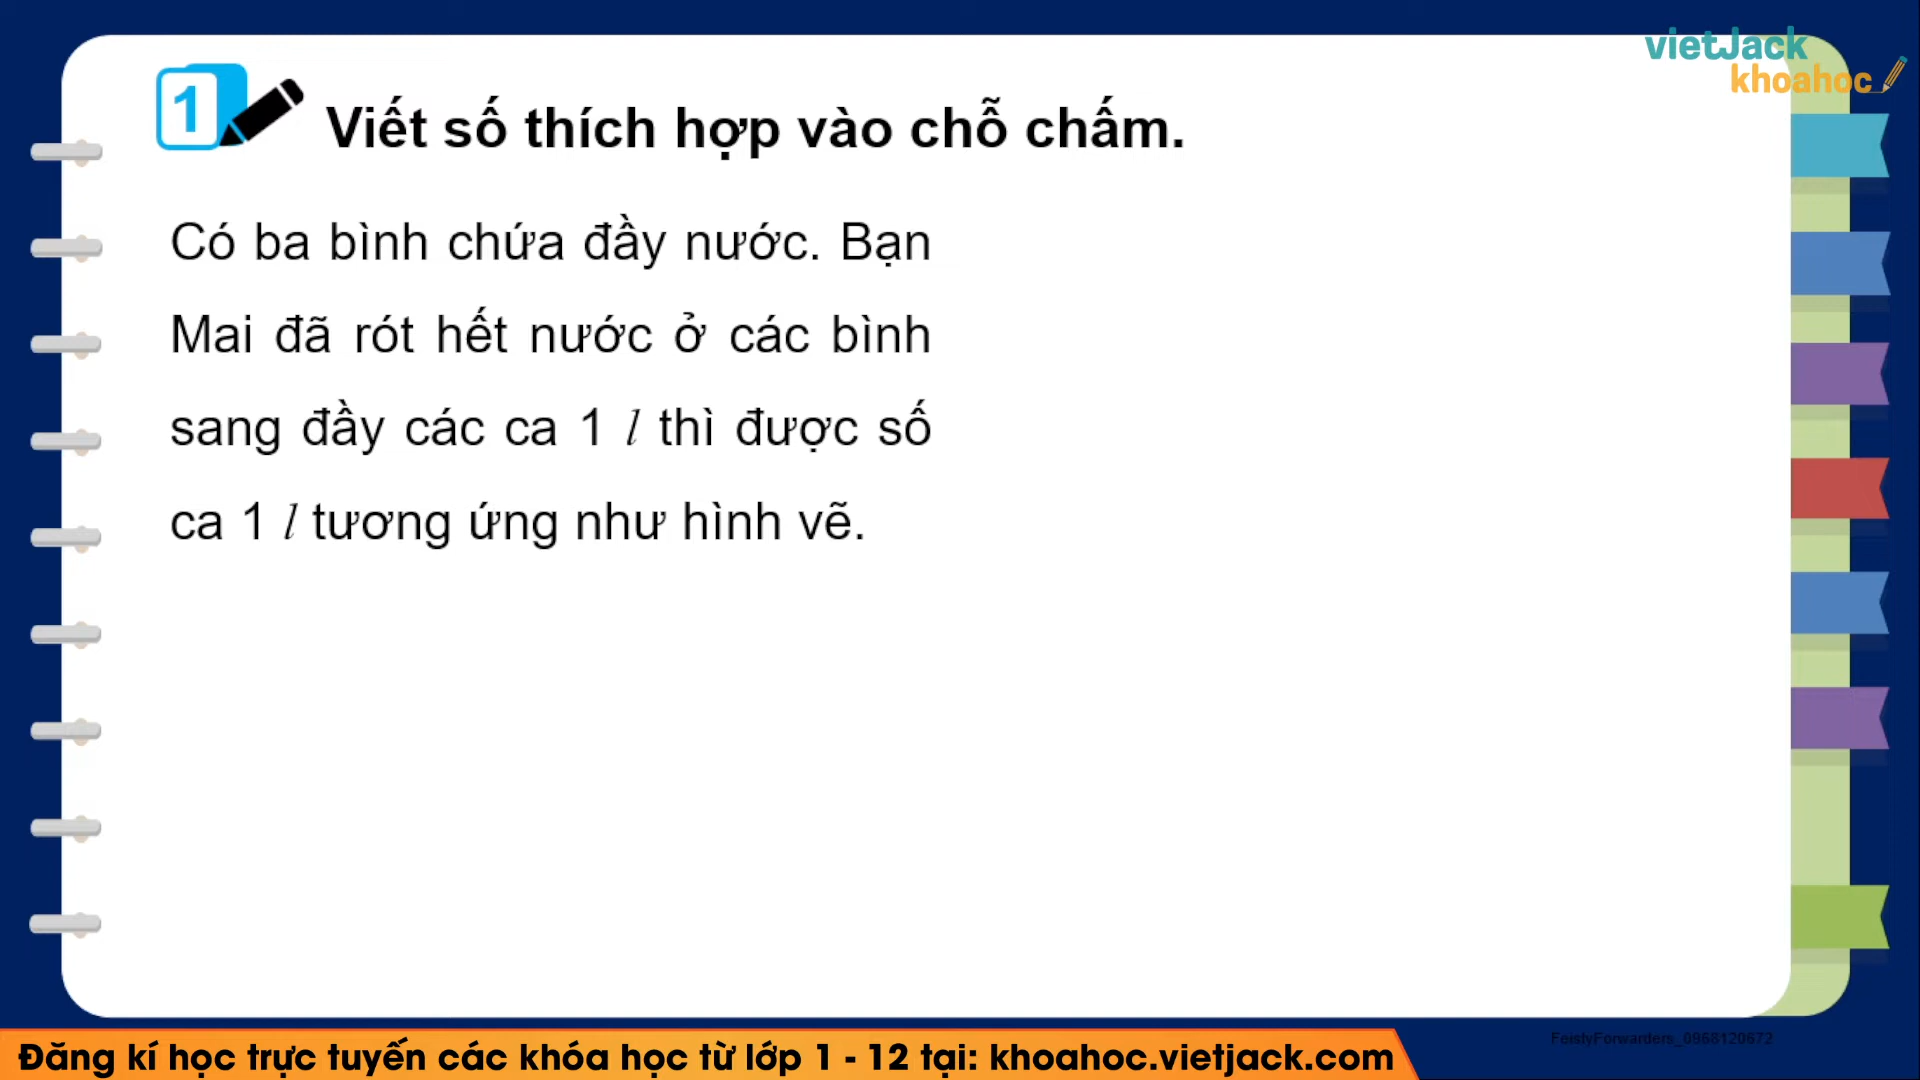 vietJack
khoahoc
1
Viết số thích hợp vào chỗ chấm.
Có ba bình chứa đầy nước. Bạn
Mai đã rót hết nước ở các bình
sang đầy các ca 1 l thì được số
ca 1 l tương ứng như hình vẽ.
FeistyForwarders_0968120672
Đăng kí học trực tuyến các khóa học từ lớp 1 - 12 tại: khoahoc.vietjack.com